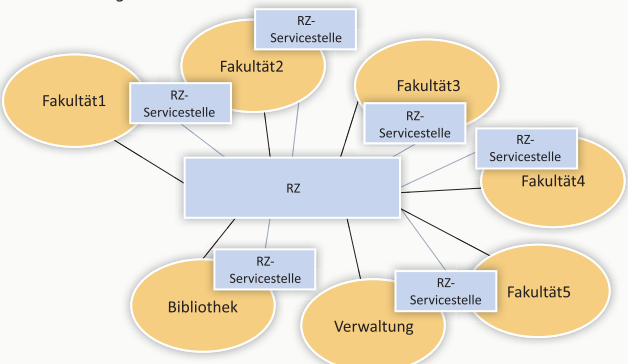 RZ-
Servicestelle
Fakultät2
Fakultät3
Fakultät1
RZ-
Servicestelle
RZ-
Servicestelle
RZ-
Servicestelle
Fakultät4
RZ
RZ-
Servicestelle
RZ-
Servicestelle
Fakultät5
Bibliothek
Verwaltung